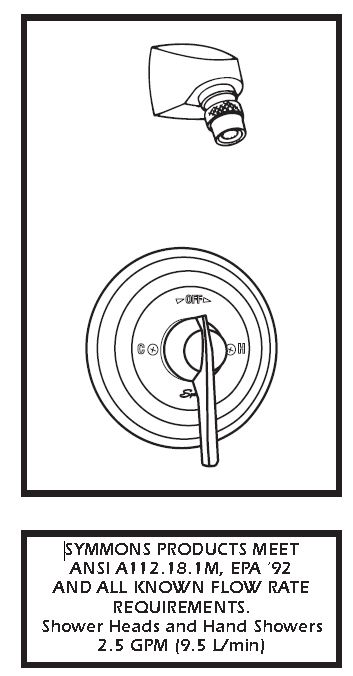 OFF
C H
SYMMONS PRODUCTS MEET
ANSI A112.18.1M, EPA '92
AND ALL KNOWN FLOW RATE
REQUIREMENTS.
Shower Heads and Hand Showers
2.5 GPM (9.5 L/min)